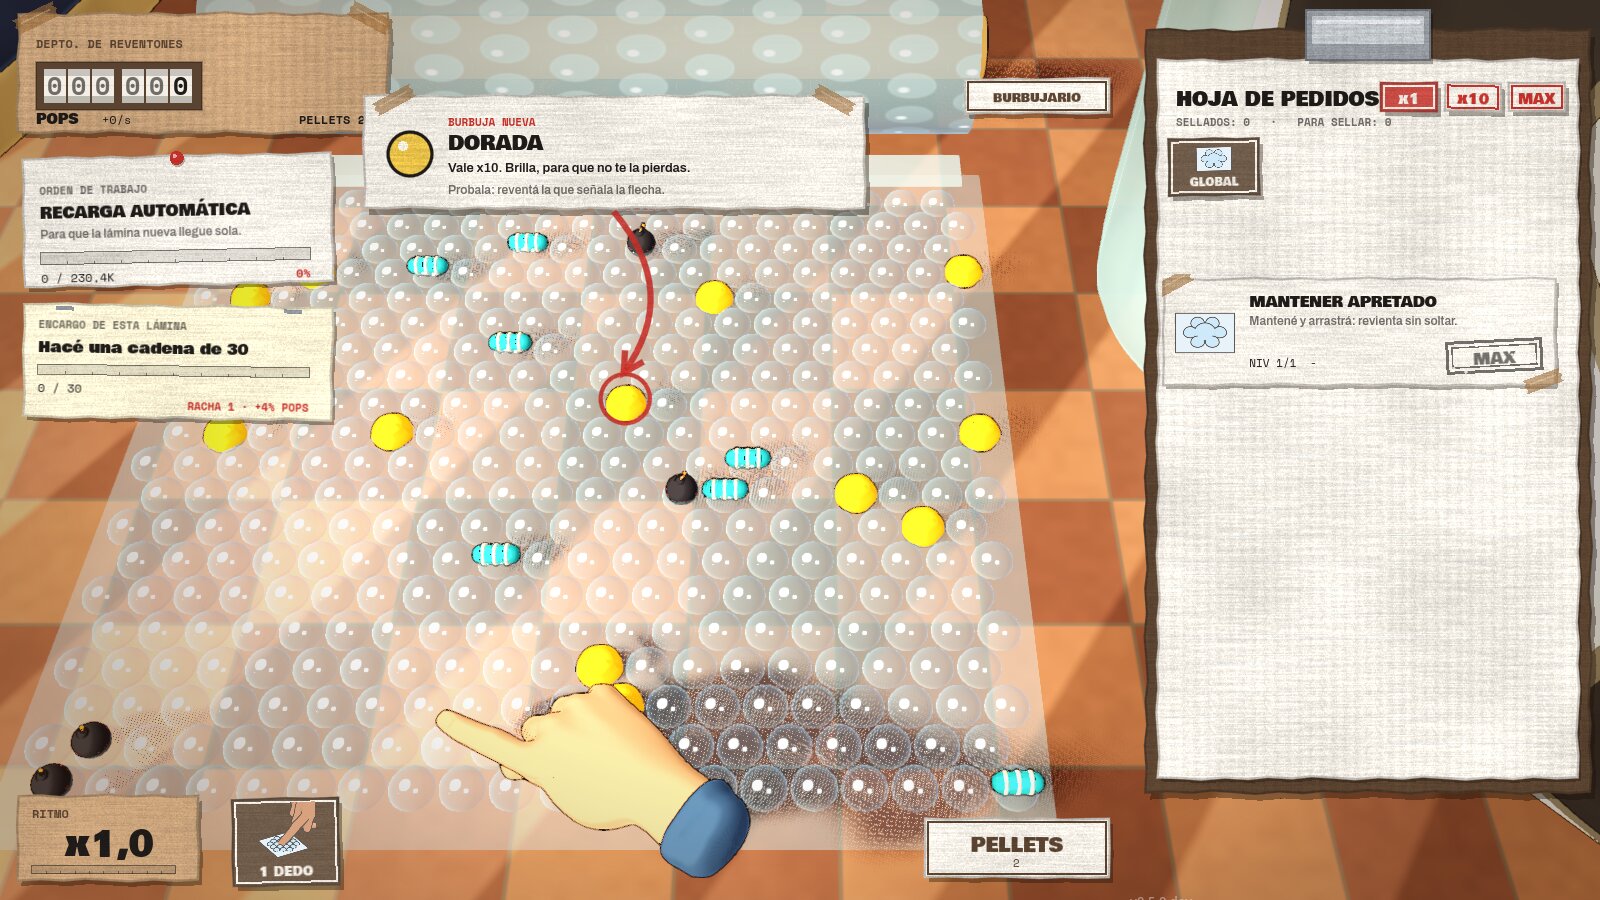 DEPTO. DE REVENTONES
000000
POPS +0/s PELLETS 2
BURBUJA NUEVA
DORADA
Vale x10. Brilla, para que no te la pierdas.
Probala: reventá la que señala la flecha.
BURBUJARIO
ORDEN DE TRABAJO
RECARGA AUTOMÁTICA
Para que la lámina nueva llegue sola.
0 / 230.4K 0%
ENCARGO DE ESTA LÁMINA
Hacé una cadena de 30
0 / 30
RACHA 1 · +4% POPS
HOJA DE PEDIDOS x1 x10 MAX
SELLADOS: 0 · PARA SELLAR: 0
GLOBAL
MANTENER APRETADO
Mantené y arrastrá: revienta sin soltar.
NIV 1/1 - MAX
RITMO
x1,0
1 DEDO
PELLETS
2